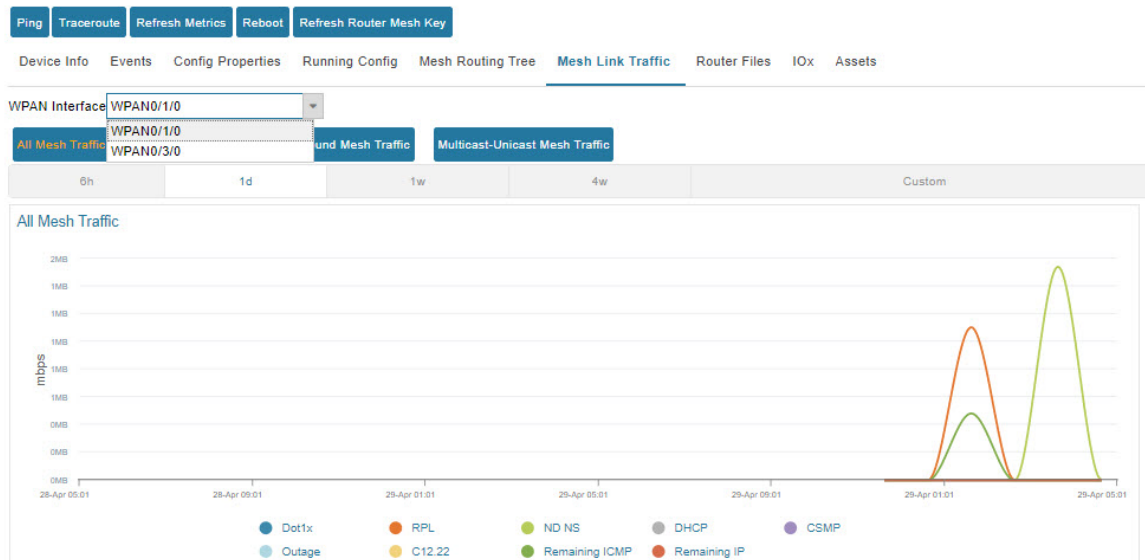 Ping Traceroute Refresh Metrics Reboot Refresh Router Mesh Key
Device Info Events Config Properties Running Config Mesh Routing Tree Mesh Link Traffic Router Files IOx Assets
WPAN Interface WPAN0/1/0
WPAN0/1/0
WPAN0/3/0
All Mesh Traffic und Mesh Traffic Multicast-Unicast Mesh Traffic
6h 1d 1w 4w Custom
All Mesh Traffic
2MB
1MB
1MB
1MB
1MB
1MB
0MB
0MB
0MB
mbps
28-Apr 05:01 28-Apr 09:01 29-Apr 01:01 29-Apr 05:01 29-Apr 09:01 29-Apr 01:01 29-Apr 05:01
Dot1x RPL ND NS DHCP CSMP
Outage C12.22 Remaining ICMP Remaining IP